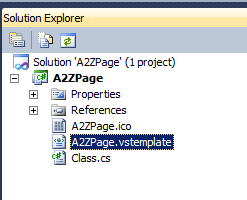 Solution Explorer
Solution 'A2ZPage' (1 project)
A2ZPage
Properties
References
A2ZPage.ico
A2ZPage.vstemplate
Class.cs